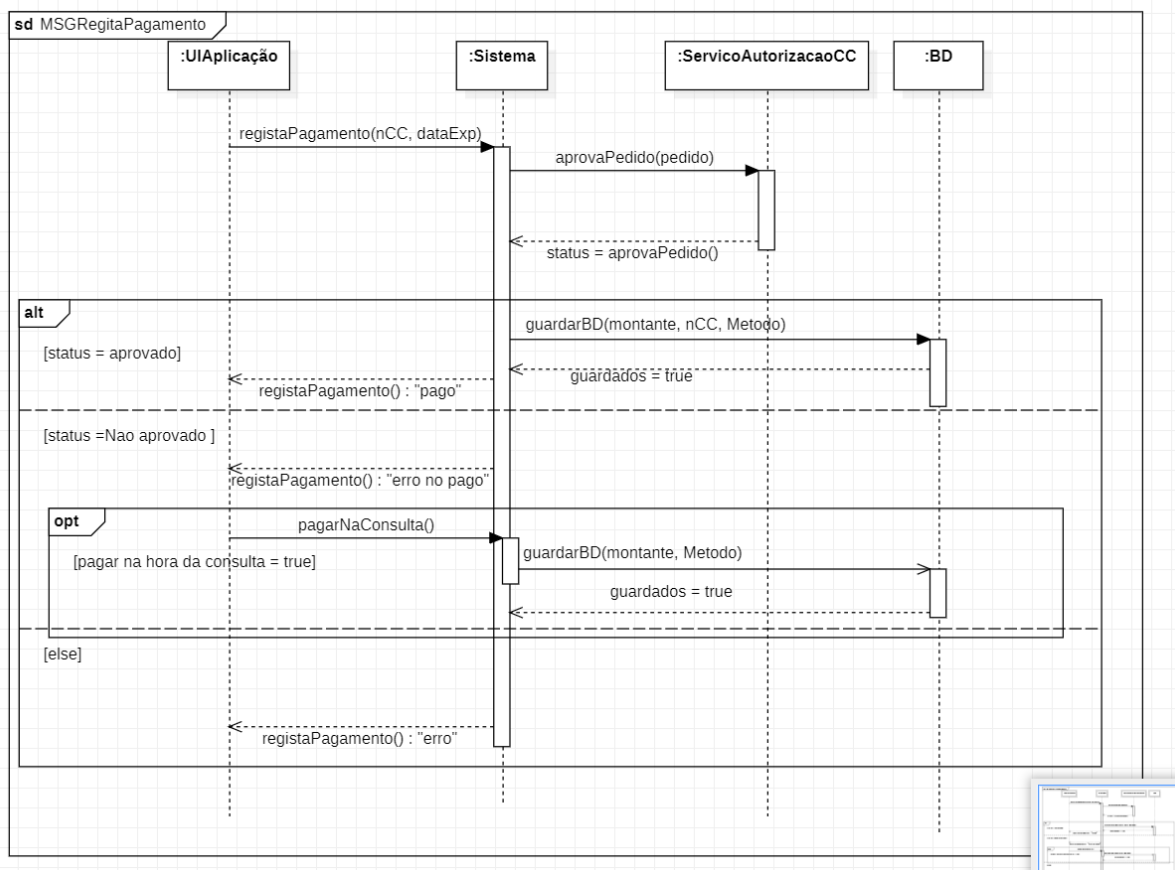 sd MSGRegitaPagamento
:UIAplicação
:Sistema
:ServicoAutorizacaoCC
:BD
registaPagamento(nCC, dataExp)
aprovaPedido(pedido)
status = aprovaPedido()
alt
guardarBD(montante, nCC, Metodo)
[status = aprovado]
guardados = true
registaPagamento() : "pago"
[status =Nao aprovado ]
registaPagamento() : "erro no pago"
opt
pagarNaConsulta()
guardarBD(montante, Metodo)
[pagar na hora da consulta = true]
guardados = true
[else]
registaPagamento() : "erro"